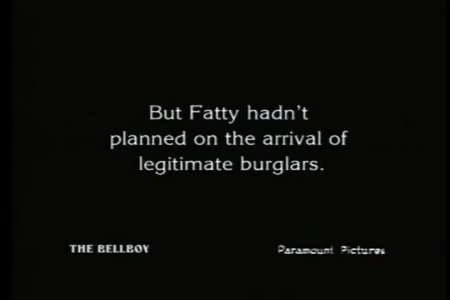 But Fatty hadn't
planned on the arrival of
legitimate burglars.
THE BELLBOY
Paramount Pictures